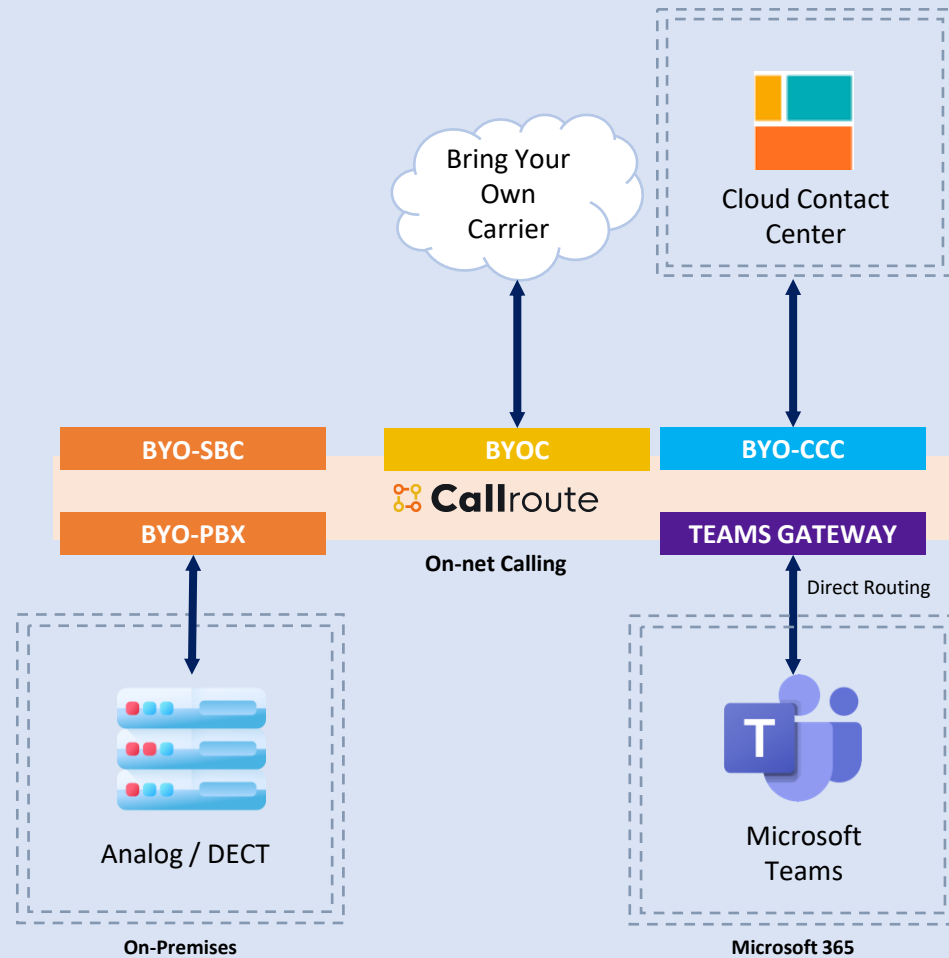 Bring Your
Own
Carrier
Cloud Contact
Center
BYO-SBC
BYOC
BYO-CCC
Callroute
BYO-PBX
TEAMS GATEWAY
On-net Calling
Direct Routing
T
Analog / DECT
Microsoft
Teams
On-Premises
Microsoft 365